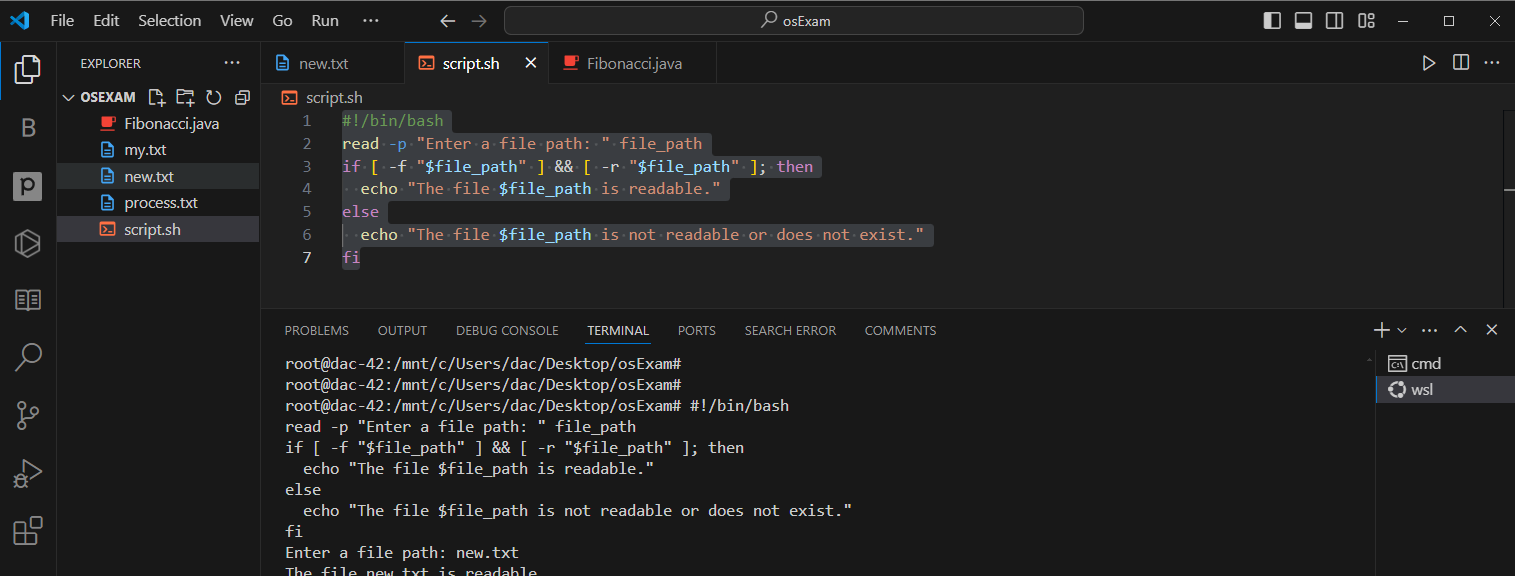 File Edit Selection View Go Run ···
osExam
EXPLORER ···
OSEXAM
Fibonacci.java
my.txt
new.txt
process.txt
script.sh
new.txt script.sh Fibonacci.java
script.sh
1 #!/bin/bash
2 read -p "Enter a file path: " file_path
3 if [ -f "$file_path" ] && [ -r "$file_path" ]; then
4   echo "The file $file_path is readable."
5 else
6   echo "The file $file_path is not readable or does not exist."
7 fi
PROBLEMS OUTPUT DEBUG CONSOLE TERMINAL PORTS SEARCH ERROR COMMENTS
root@dac-42:/mnt/c/Users/dac/Desktop/osExam#
root@dac-42:/mnt/c/Users/dac/Desktop/osExam#
root@dac-42:/mnt/c/Users/dac/Desktop/osExam# #!/bin/bash
read -p "Enter a file path: " file_path
if [ -f "$file_path" ] && [ -r "$file_path" ]; then
  echo "The file $file_path is readable."
else
  echo "The file $file_path is not readable or does not exist."
fi
Enter a file path: new.txt
The file new.txt is readable
cmd
wsl
B
p